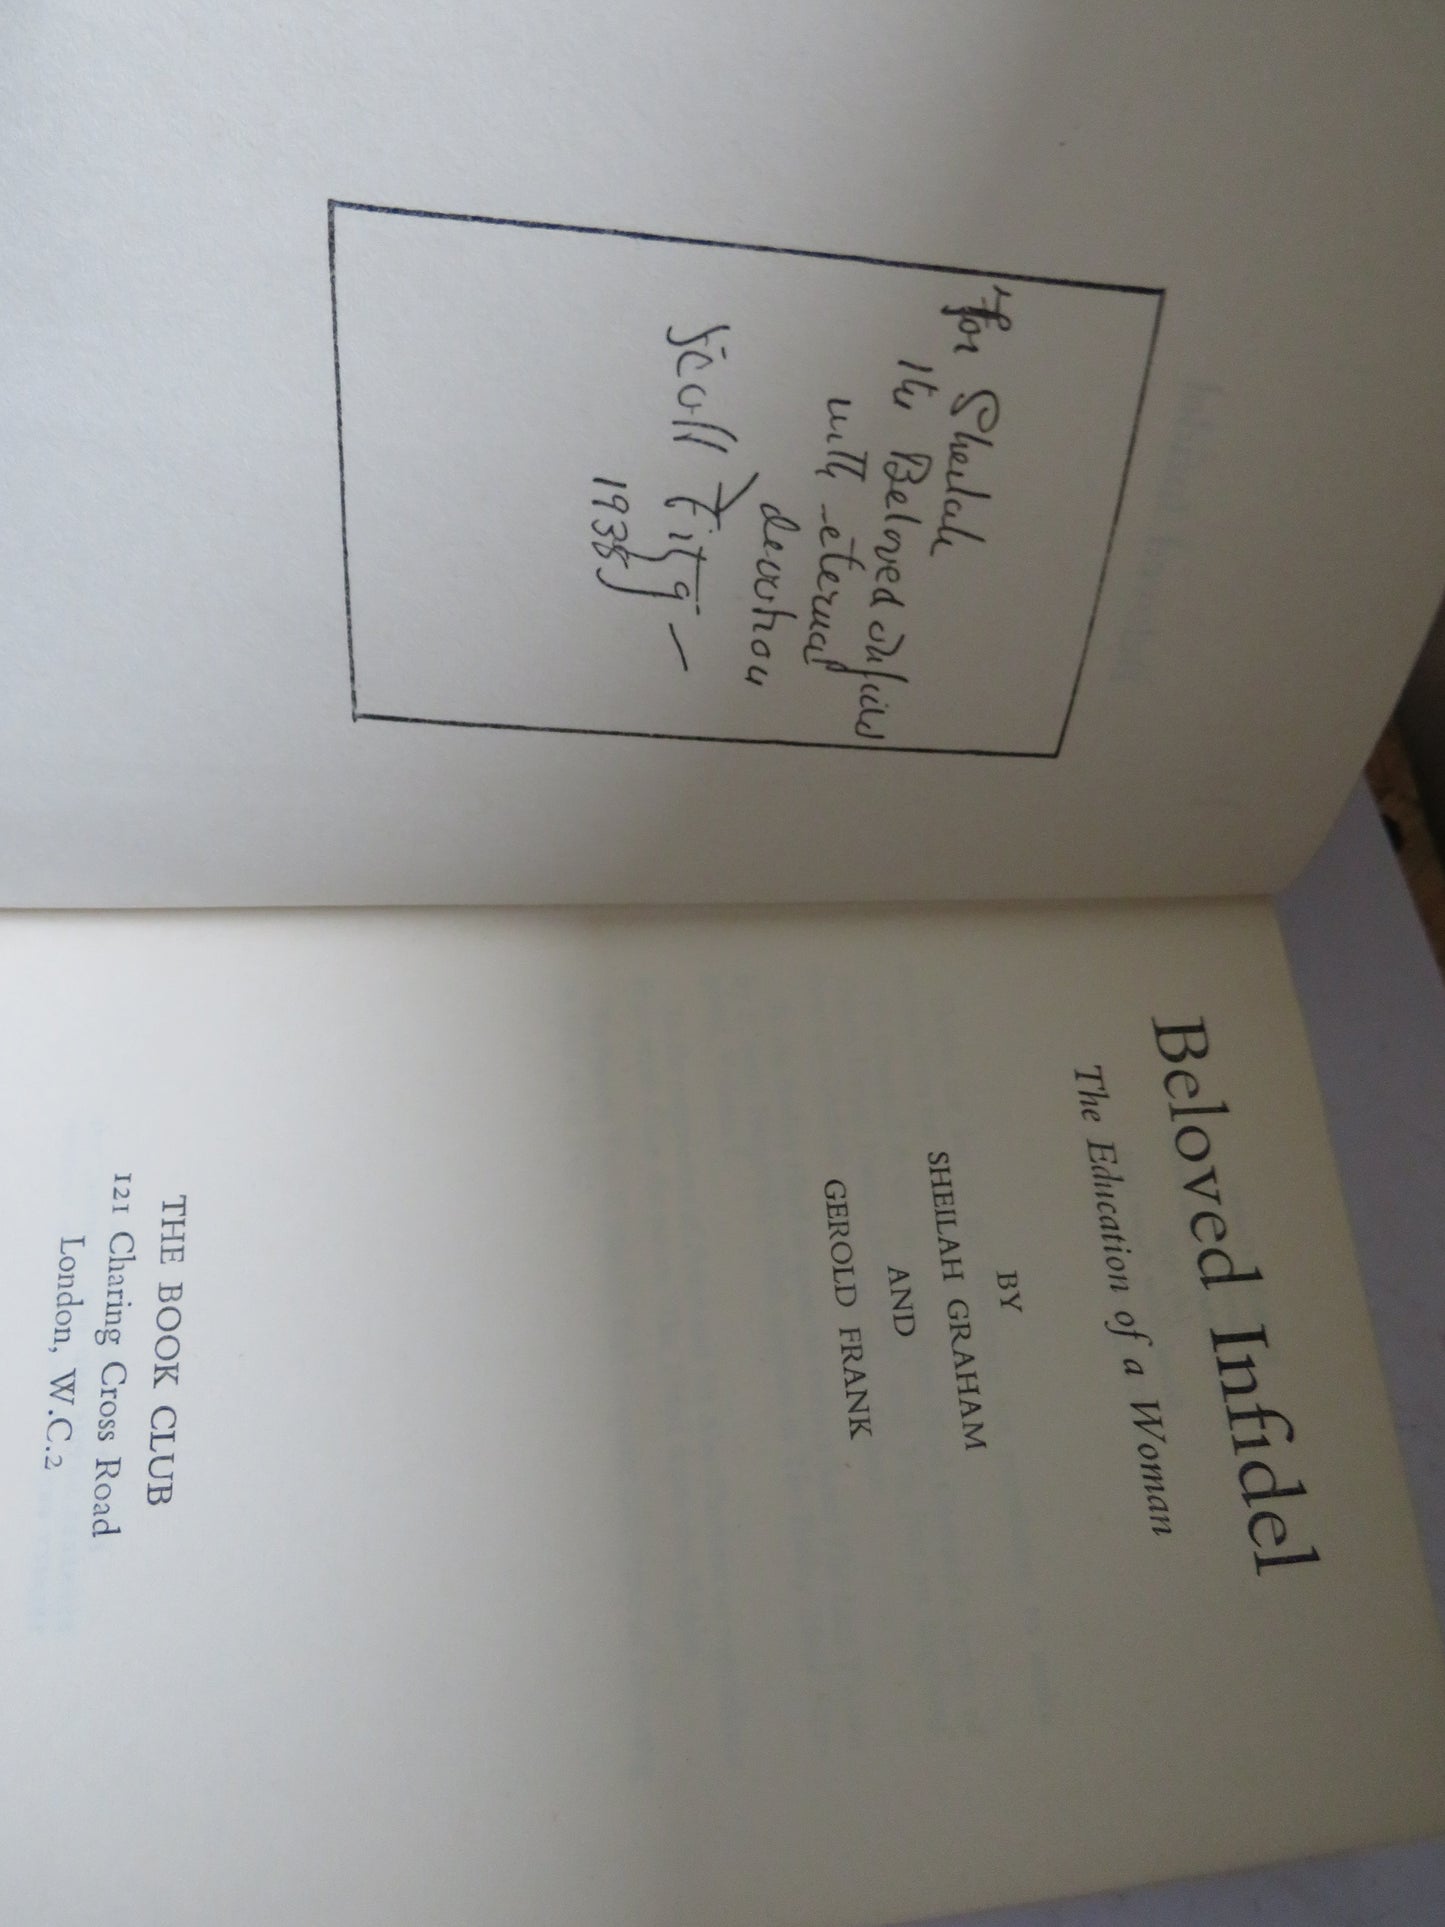 For Sheilah
the Beloved Infidel
with eternal
devotion
Scott Fitzg—
1938
Beloved Infidel
The Education of a Woman
BY
SHEILAH GRAHAM
AND
GEROLD FRANK
THE BOOK CLUB
121 Charing Cross Road
London, W.C.2